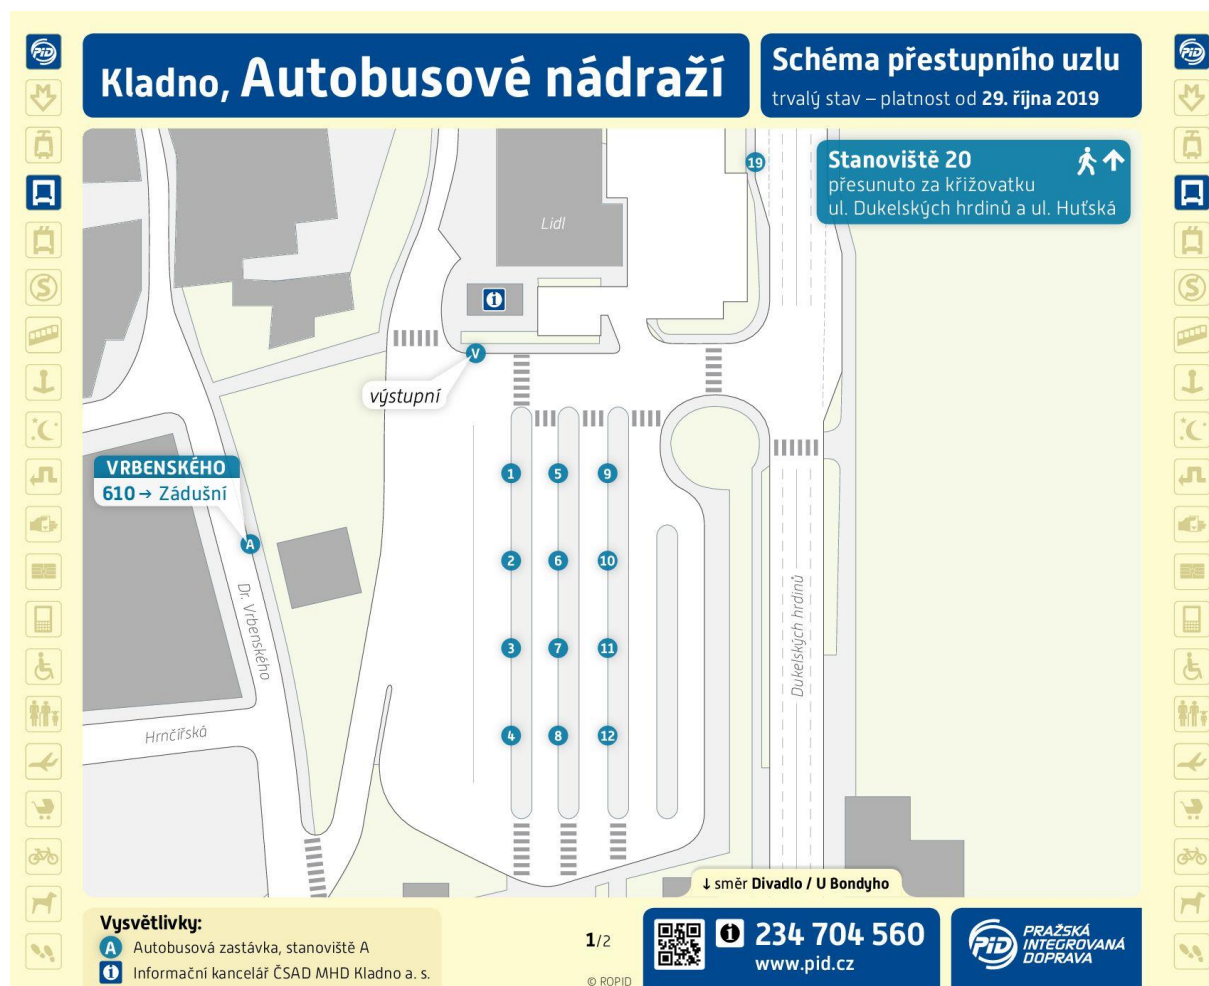 Kladno, Autobusové nádraží
Schéma přestupního uzlu
trvalý stav – platnost od 29. října 2019
19
Stanoviště 20
přesunuto za křižovatku
ul. Dukelských hrdinů a ul. Huťská
Lidl
V
výstupní
VRBENSKÉHO
610 → Zádušní
A
1 5 9
2 6 10
3 7 11
4 8 12
Dr. Vrbenského
Dukelských hrdinů
Hrnčířská
↓ směr Divadlo / U Bondyho
Vysvětlivky:
A Autobusová zastávka, stanoviště A
i Informační kancelář ČSAD MHD Kladno a. s.
1/2
© ROPID
i 234 704 560
www.pid.cz
PID
PRAŽSKÁ
INTEGROVANÁ
DOPRAVA